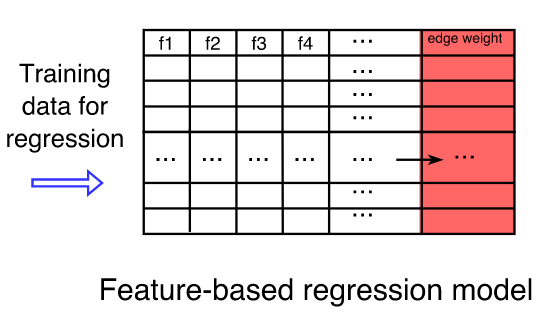 Training
data for
regression
f1 f2 f3 f4 ... edge weight
...
...
...
... ... ... ... ... ...
...
...
Feature-based regression model